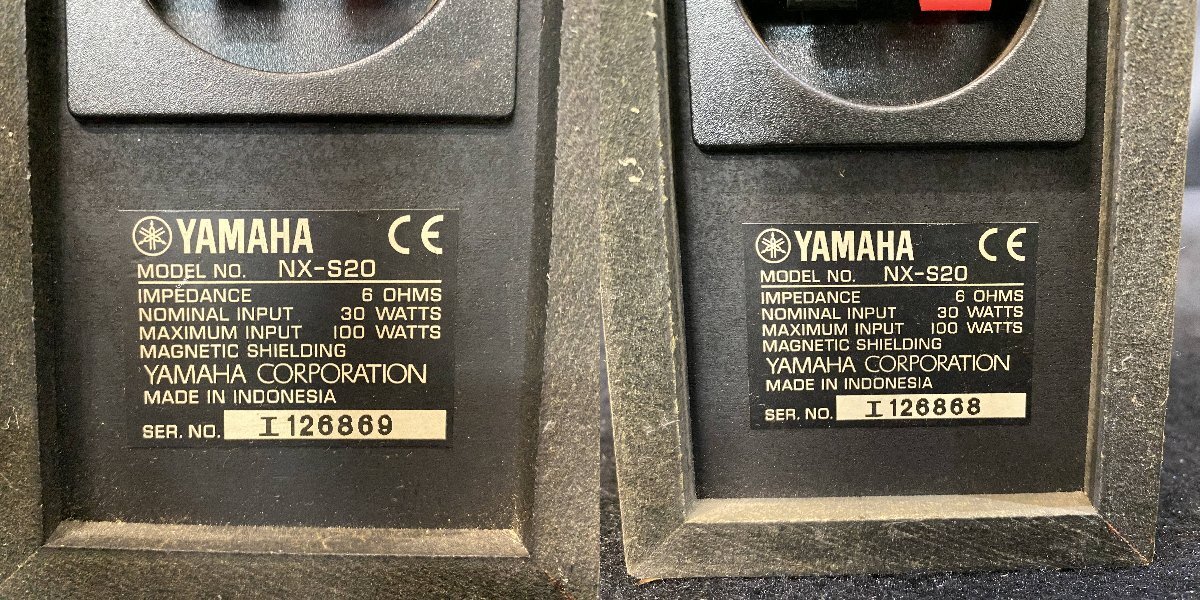 YAMAHA CE
MODEL NO. NX-S20
IMPEDANCE 6 OHMS
NOMINAL INPUT 30 WATTS
MAXIMUM INPUT 100 WATTS
MAGNETIC SHIELDING
YAMAHA CORPORATION
MADE IN INDONESIA
SER. NO. I 126869
YAMAHA CE
MODEL NO. NX-S20
IMPEDANCE 6 OHMS
NOMINAL INPUT 30 WATTS
MAXIMUM INPUT 100 WATTS
MAGNETIC SHIELDING
YAMAHA CORPORATION
MADE IN INDONESIA
SER. NO. I 126868